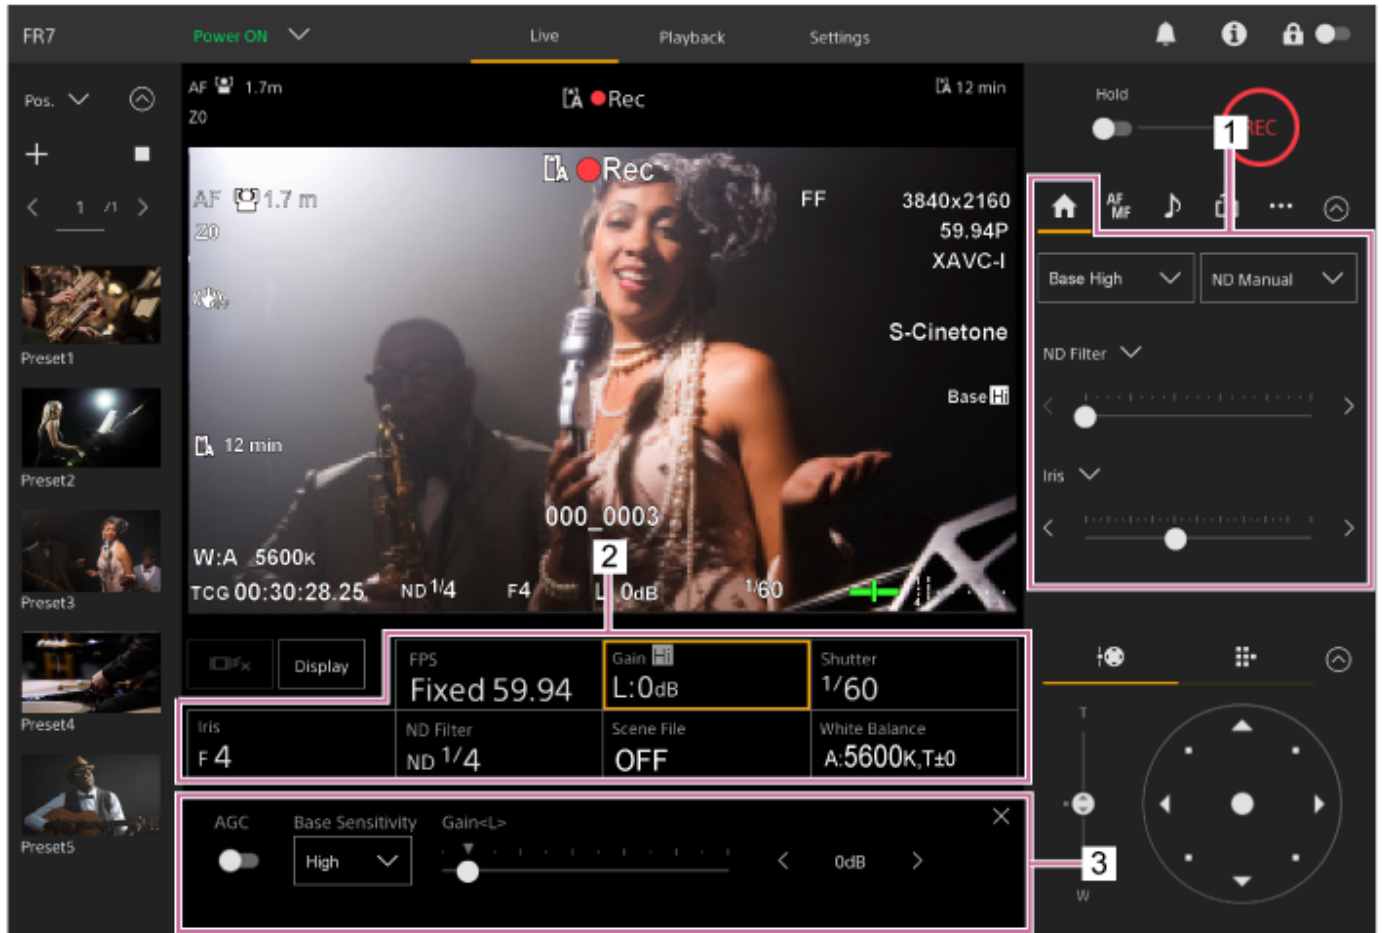 FR7
Power ON
Live
Playback
Settings
Pos.
1 /1
Preset1
Preset2
Preset3
Preset4
Preset5
AF 1.7m
Z0
A Rec
A 12 min
A Rec
AF 1.7 m
Z0
FF
3840x2160
59.94P
XAVC-I
S-Cinetone
Base Hi
A 12 min
000_0003
W:A 5600K
TCG 00:30:28.25
ND 1/4
F4
L 0dB
1/60
2
Display
FPS
Fixed 59.94
Gain Hi
L:0dB
Shutter
1/60
Iris
F 4
ND Filter
ND 1/4
Scene File
OFF
White Balance
A:5600K,T±0
AGC
Base Sensitivity
High
Gain<L>
0dB
3
Hold
1
REC
AF
MF
Base High
ND Manual
ND Filter
Iris
T
W